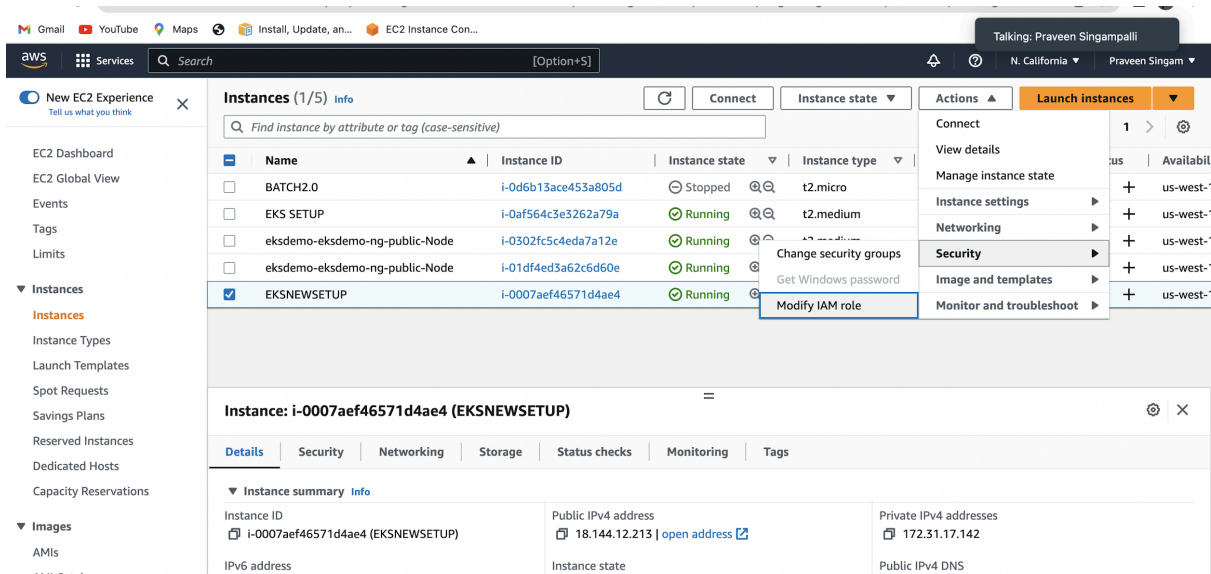 Gmail YouTube Maps Install, Update, an... EC2 Instance Con...
Talking: Praveen Singampalli
aws Services Search [Option+S] N. California Praveen Singam
New EC2 Experience
Tell us what you think
EC2 Dashboard
EC2 Global View
Events
Tags
Limits
Instances
Instances
Instance Types
Launch Templates
Spot Requests
Savings Plans
Reserved Instances
Dedicated Hosts
Capacity Reservations
Images
AMIs
Instances (1/5) Info Connect Instance state Actions Launch instances
Find instance by attribute or tag (case-sensitive) 1
Name Instance ID Instance state Instance type Availabil
BATCH2.0 i-0d6b13ace453a805d Stopped t2.micro us-west-1
EKS SETUP i-0af564c3e3262a79a Running t2.medium us-west-1
eksdemo-eksdemo-ng-public-Node i-0302fc5c4eda7a12e Running us-west-1
eksdemo-eksdemo-ng-public-Node i-01df4ed3a62c6d60e Running us-west-1
EKSNEWSETUP i-0007aef46571d4ae4 Running us-west-1
Connect
View details
Manage instance state
Instance settings
Networking
Security
Image and templates
Monitor and troubleshoot
Change security groups
Get Windows password
Modify IAM role
Instance: i-0007aef46571d4ae4 (EKSNEWSETUP)
Details Security Networking Storage Status checks Monitoring Tags
Instance summary Info
Instance ID Public IPv4 address Private IPv4 addresses
i-0007aef46571d4ae4 (EKSNEWSETUP) 18.144.12.213 | open address 172.31.17.142
IPv6 address Instance state Public IPv4 DNS